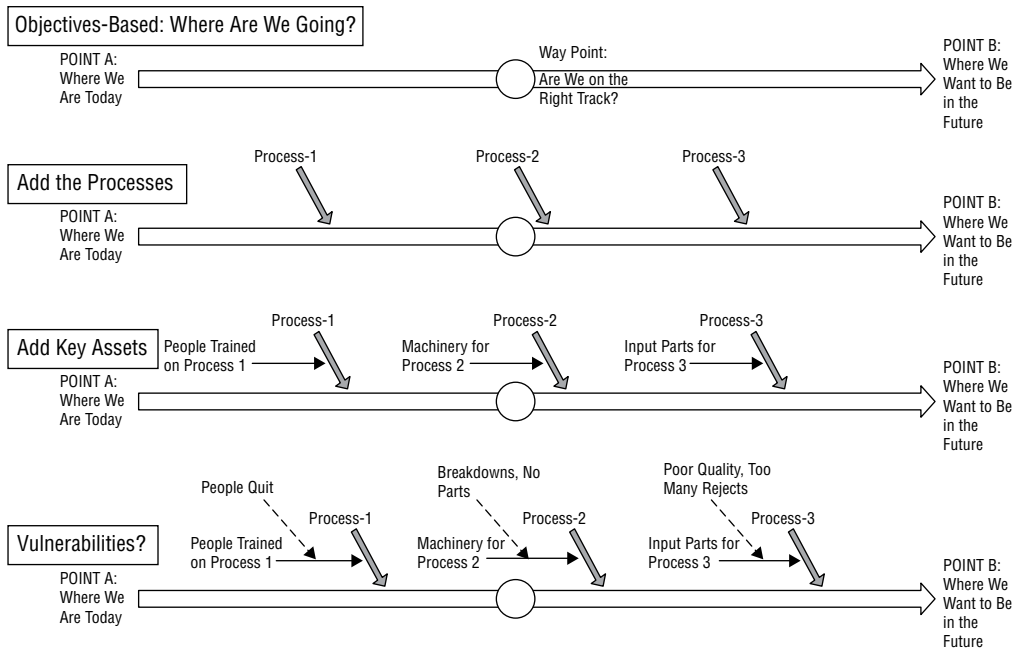 Objectives-Based: Where Are We Going?
POINT A:
Where We
Are Today
Way Point:
Are We on the
Right Track?
POINT B:
Where We
Want to Be
in the
Future
Add the Processes
Process-1
Process-2
Process-3
POINT A:
Where We
Are Today
POINT B:
Where We
Want to Be
in the
Future
Add Key Assets
Process-1
People Trained
on Process 1
Process-2
Machinery for
Process 2
Process-3
Input Parts for
Process 3
POINT A:
Where We
Are Today
POINT B:
Where We
Want to Be
in the
Future
Vulnerabilities?
People Quit
Process-1
People Trained
on Process 1
Breakdowns, No
Parts
Process-2
Machinery for
Process 2
Poor Quality, Too
Many Rejects
Process-3
Input Parts for
Process 3
POINT A:
Where We
Are Today
POINT B:
Where We
Want to Be
in the
Future